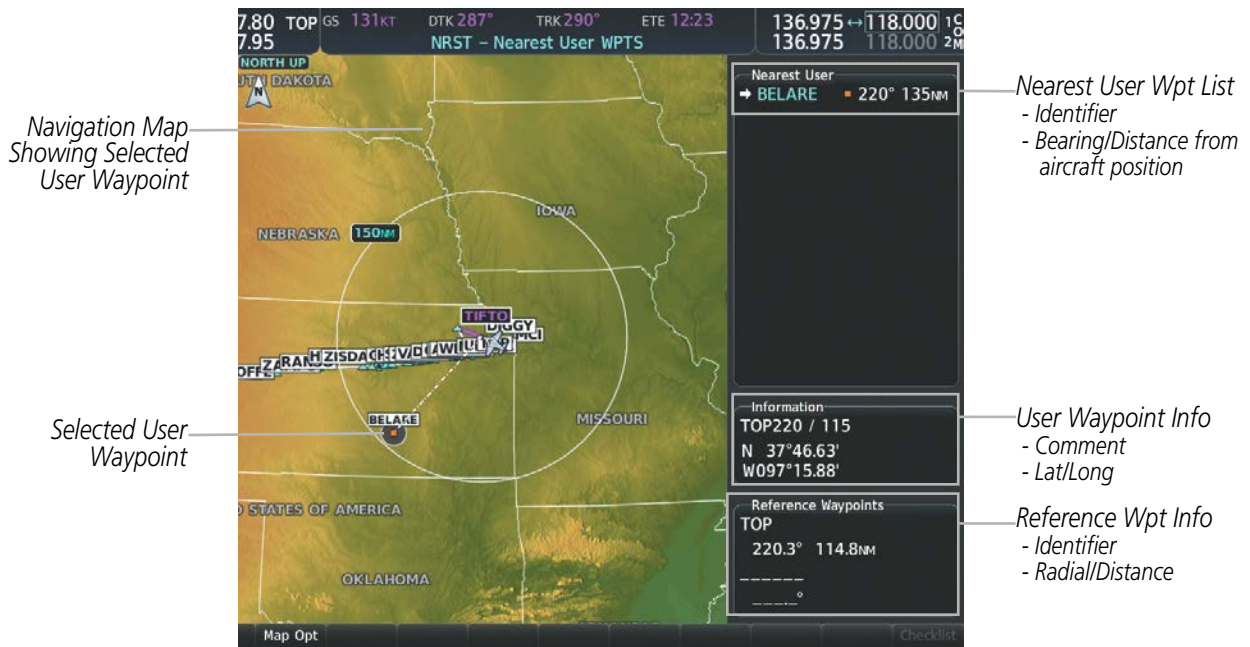 7.80 TOP GS 131KT DTK 287° TRK 290° ETE 12:23 136.975 ↔ 118.000
7.95 NRST – Nearest User WPTS 136.975 118.000
NORTH UP
DAKOTA
N
Nearest User
BELARE 220° 135NM
Nearest User Wpt List
- Identifier
- Bearing/Distance from
aircraft position
Navigation Map
Showing Selected
User Waypoint
IOWA
NEBRASKA 150NM
TIFTO
DIGGY
MCI
BELARE
MISSOURI
Selected User
Waypoint
Information
TOP220 / 115
N 37°46.63'
W097°15.88'
User Waypoint Info
- Comment
- Lat/Long
STATES OF AMERICA
OKLAHOMA
Reference Waypoints
TOP
220.3° 114.8NM
______
___._°
Reference Wpt Info
- Identifier
- Radial/Distance
Map Opt
Checklist